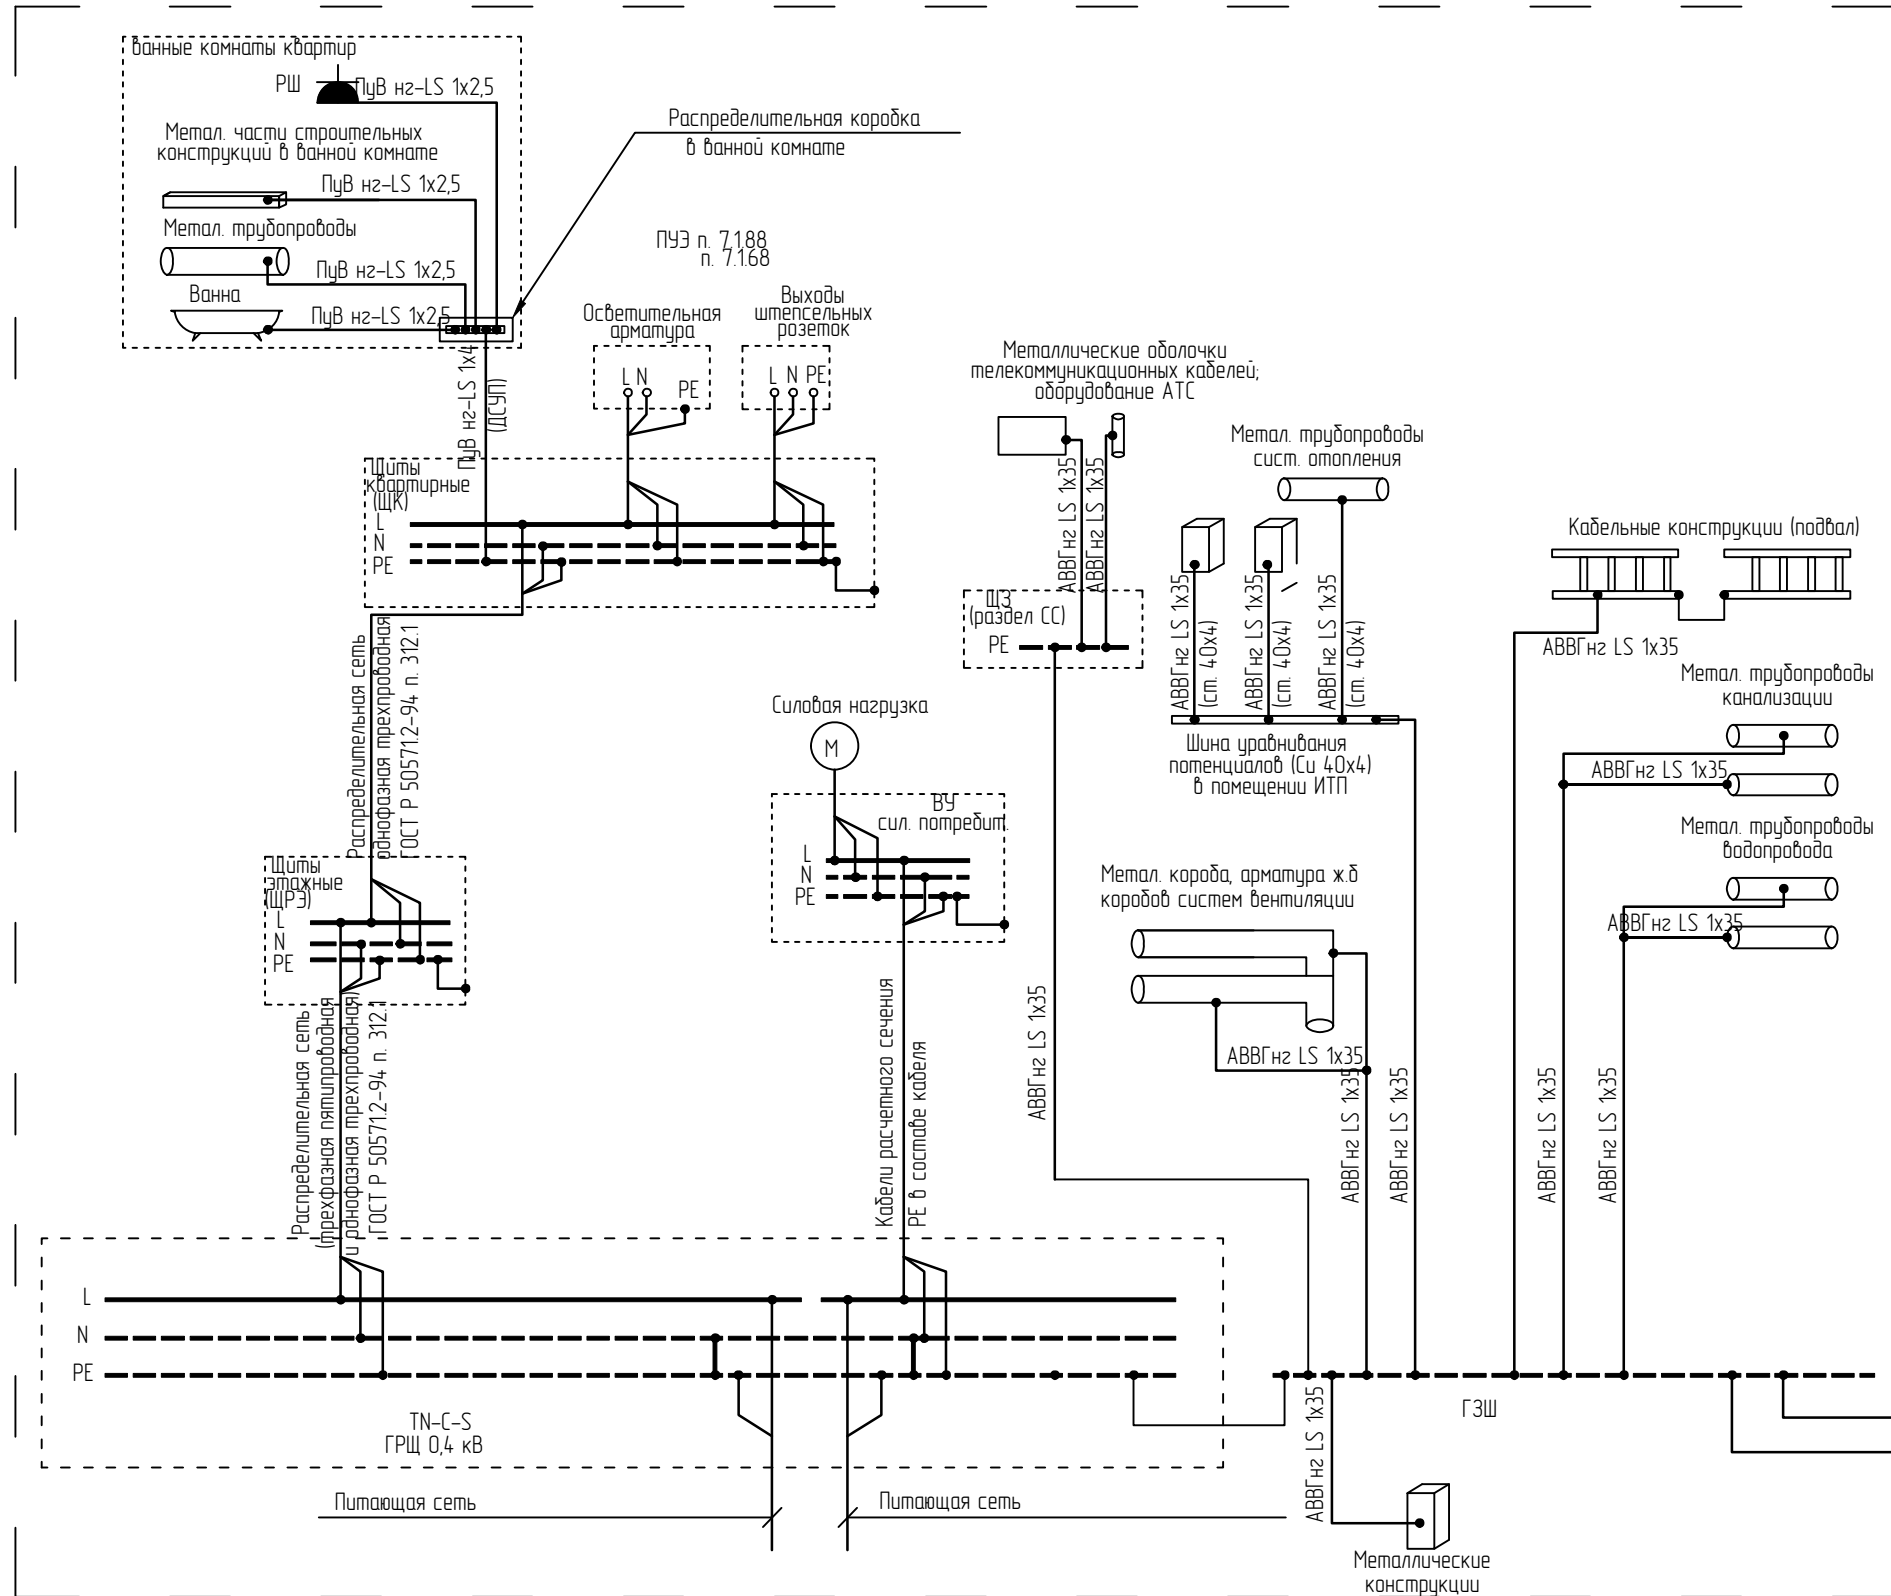 ванные комнаты квартир
РШ
ПуВ нг-LS 1х2,5
Метал. части строительных
конструкций в ванной комнате
ПуВ нг-LS 1х2,5
Метал. трубопроводы
ПуВ нг-LS 1х2,5
Ванна
ПуВ нг-LS 1х2,5
Распределительная коробка
в ванной комнате
ПУЭ п. 7.1.88
п. 7.1.68
ПуВ нг-LS 1х4
(ДСУП)
Осветительная
арматура
L N
PE
Выходы
штепсельных
розеток
L N PE
Щиты
квартирные
(ЩК)
L
N
PE
Распределительная сеть
однофазная трехпроводная
ГОСТ Р 50571.2-94 п. 312.1
Щиты
этажные
(ЩРЭ)
L
N
PE
Распределительная сеть
(трехфазная пятипроводная
и однофазная трехпроводная)
ГОСТ Р 50571.2-94 п. 312.1
Силовая нагрузка
М
ВУ
сил. потребит.
L
N
PE
Кабели расчетного сечения
РЕ в составе кабеля
Металлические оболочки
телекоммуникационных кабелей;
оборудование АТС
АВВГнг LS 1х35
АВВГнг LS 1х35
ЩЗ
(раздел СС)
PE
АВВГнг LS 1х35
Метал. трубопроводы
сист. отопления
АВВГнг LS 1х35
(ст. 40х4)
АВВГнг LS 1х35
(ст. 40х4)
АВВГнг LS 1х35
(ст. 40х4)
Шина уравнивания
потенциалов (Cu 40х4)
в помещении ИТП
Метал. короба, арматура ж.б
коробов систем вентиляции
АВВГнг LS 1х35
АВВГнг LS 1х35
АВВГнг LS 1х35
Кабельные конструкции (подвал)
АВВГнг LS 1х35
Метал. трубопроводы
канализации
АВВГнг LS 1х35
Метал. трубопроводы
водопровода
АВВГнг LS 1х35
АВВГнг LS 1х35
АВВГнг LS 1х35
L
N
PE
TN-C-S
ГРЩ 0,4 кВ
Питающая сеть
Питающая сеть
ГЗШ
АВВГнг LS 1х35
Металлические
конструкции